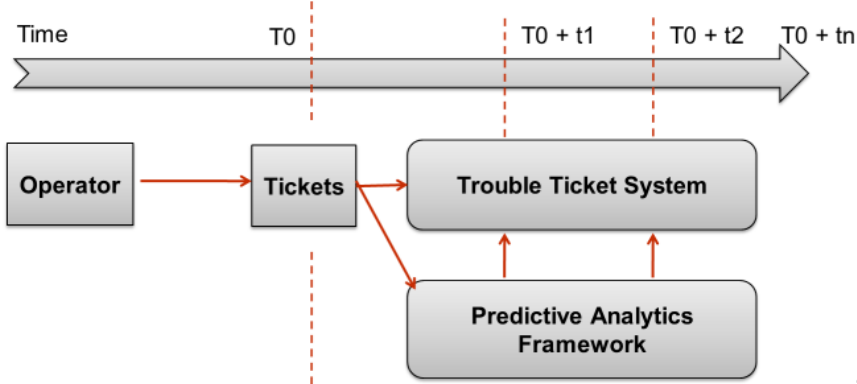 Time
T0
T0 + t1
T0 + t2
T0 + tn
Operator
Tickets
Trouble Ticket System
Predictive Analytics
Framework